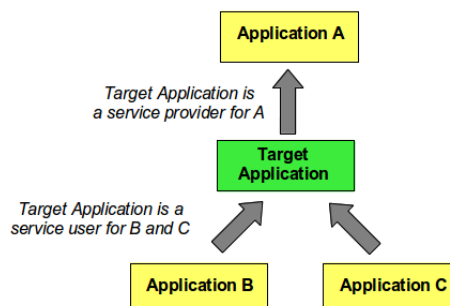 Application A
Target Application is
a service provider for A
Target
Application
Target Application is a
service user for B and C
Application B
Application C